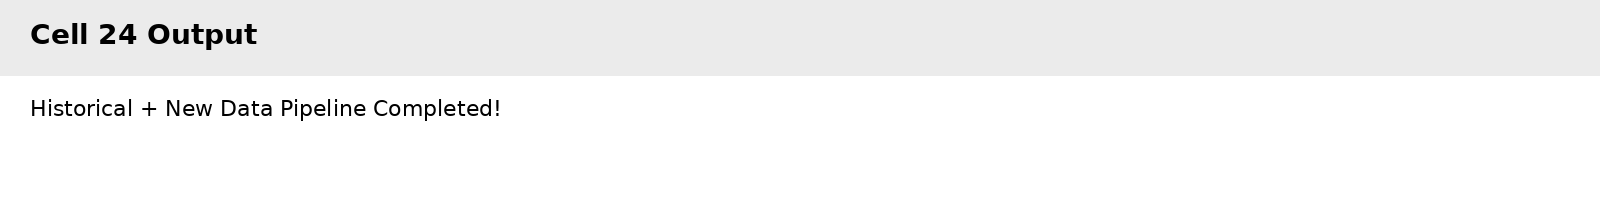 Cell 24 Output
Historical + New Data Pipeline Completed!